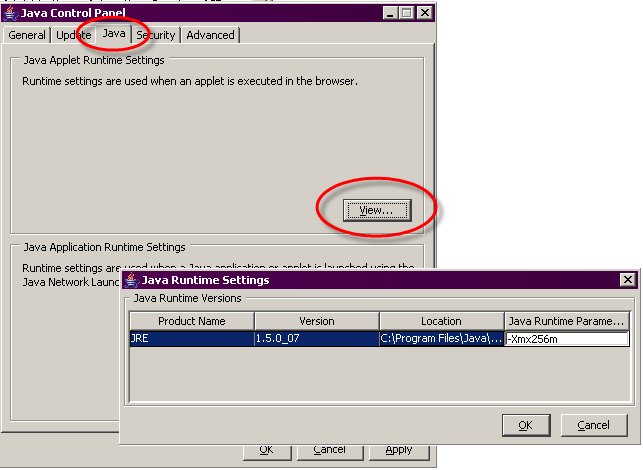 Java Control Panel
General Update Java Security Advanced
Java Applet Runtime Settings
Runtime settings are used when an applet is executed in the browser.
View...
Java Application Runtime Settings
Runtime settings are used when a Java application or applet is launched using the
Java Network Launc
Java Runtime Settings
Java Runtime Versions
Product Name Version Location Java Runtime Parame...
JRE 1.5.0_07 C:\Program Files\Java\... -Xmx256m
OK Cancel
OK Cancel Apply